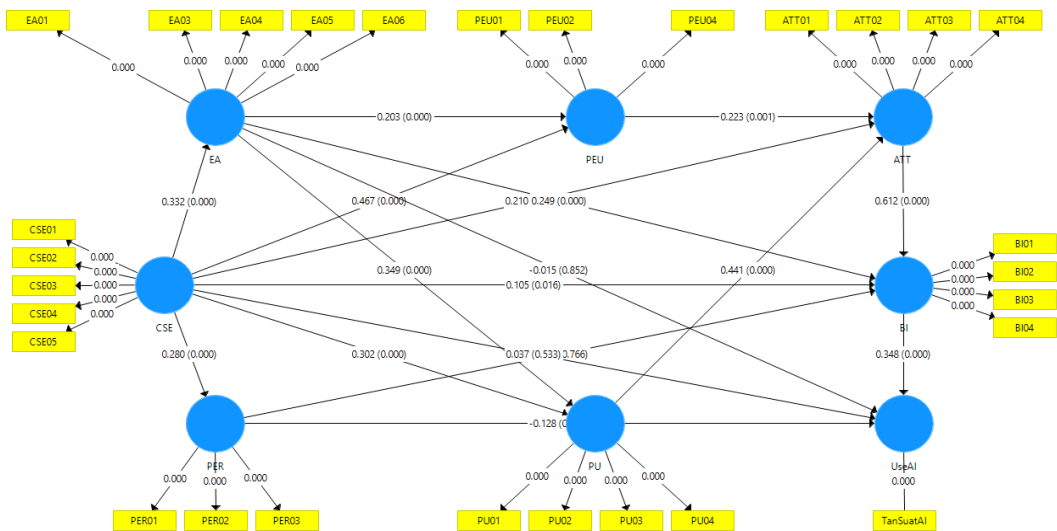 EA01
EA03
EA04
EA05
EA06
PEU01
PEU02
PEU04
ATT01
ATT02
ATT03
ATT04
0.000
0.000
0.000
0.000
0.000
0.000
0.000
0.000
0.000
0.000
0.000
0.000
0.203 (0.000)
0.223 (0.001)
EA
PEU
ATT
0.332 (0.000)
0.467 (0.000)
0.210
0.249 (0.000)
0.612 (0.000)
CSE01
CSE02
CSE03
CSE04
CSE05
0.000
0.000
0.000
0.000
0.000
0.349 (0.000)
-0.015 (0.852)
0.441 (0.000)
0.105 (0.016)
BI01
BI02
BI03
BI04
0.000
0.000
0.000
0.000
CSE
BI
0.280 (0.000)
0.302 (0.000)
0.037 (0.533)
0.766)
0.348 (0.000)
-0.128
PER
PU
UseAI
0.000
0.000
0.000
0.000
0.000
0.000
0.000
0.000
PER01
PER02
PER03
PU01
PU02
PU03
PU04
TanSuatAI